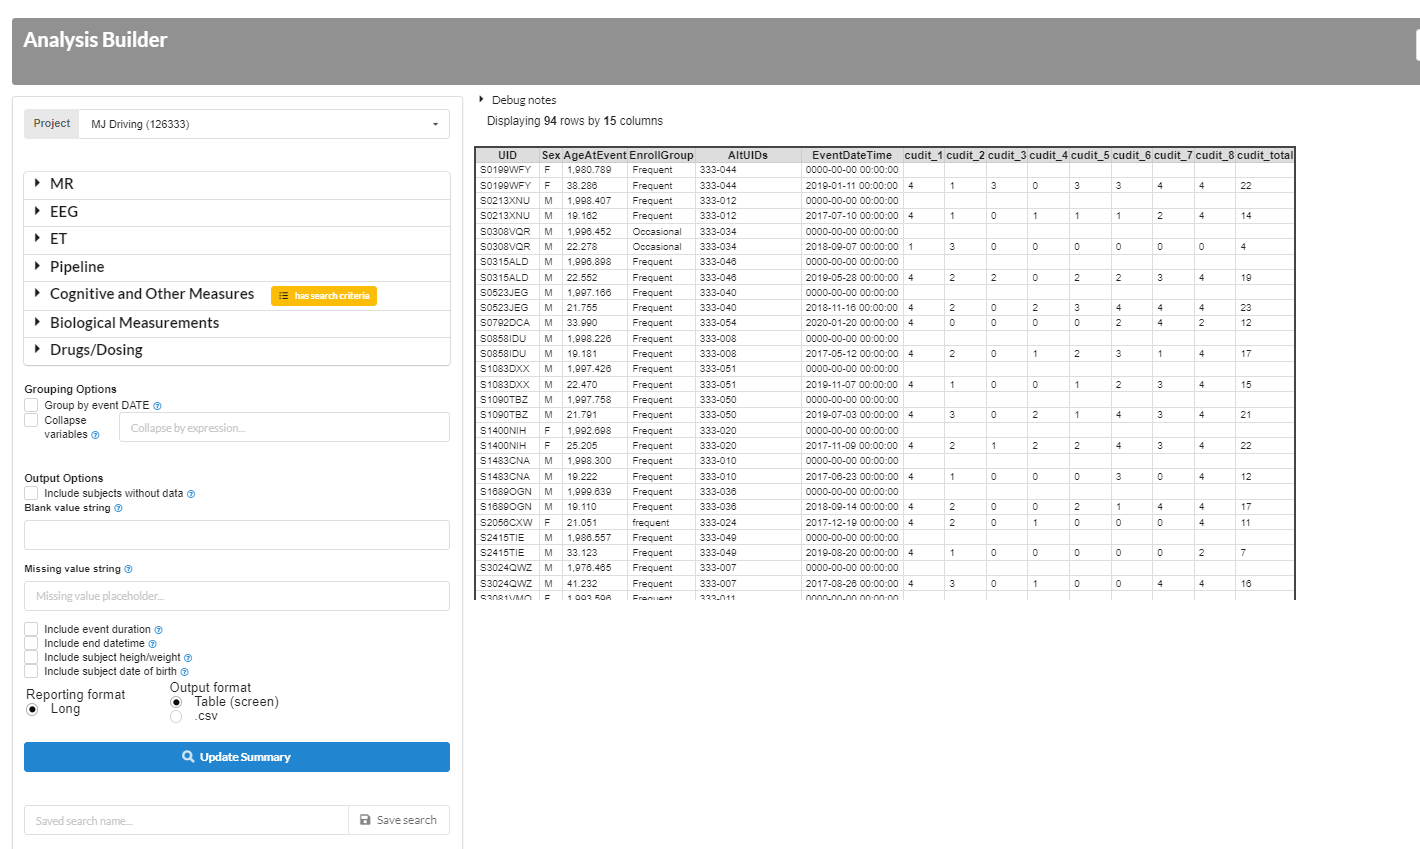 Analysis Builder
Project MJ Driving (126333)
MR
EEG
ET
Pipeline
Cognitive and Other Measures has search criteria
Biological Measurements
Drugs/Dosing
Grouping Options
Group by event DATE
Collapse variables Collapse by expression...
Output Options
Include subjects without data
Blank value string
Missing value string
Missing value placeholder...
Include event duration
Include end datetime
Include subject heigh/weight
Include subject date of birth
Reporting format
Long
Output format
Table (screen)
.csv
Update Summary
Saved search name... Save search
Debug notes
Displaying 94 rows by 15 columns
UID Sex AgeAtEvent EnrollGroup AltUIDs EventDateTime cudit_1 cudit_2 cudit_3 cudit_4 cudit_5 cudit_6 cudit_7 cudit_8 cudit_total
S0199WFY F 1,980.789 Frequent 333-044 0000-00-00 00:00:00
S0199WFY F 38.286 Frequent 333-044 2019-01-11 00:00:00 4 1 3 0 3 3 4 4 22
S0213XNU M 1,998.407 Frequent 333-012 0000-00-00 00:00:00
S0213XNU M 19.162 Frequent 333-012 2017-07-10 00:00:00 4 1 0 1 1 1 2 4 14
S0308VQR M 1,996.452 Occasional 333-034 0000-00-00 00:00:00
S0308VQR M 22.278 Occasional 333-034 2018-09-07 00:00:00 1 3 0 0 0 0 0 0 4
S0315ALD M 1,996.898 Frequent 333-046 0000-00-00 00:00:00
S0315ALD M 22.552 Frequent 333-046 2019-05-28 00:00:00 4 2 2 0 2 2 3 4 19
S0523JEG M 1,997.166 Frequent 333-040 0000-00-00 00:00:00
S0523JEG M 21.755 Frequent 333-040 2018-11-16 00:00:00 4 2 0 2 3 4 4 4 23
S0792DCA M 33.990 Frequent 333-054 2020-01-20 00:00:00 4 0 0 0 0 2 4 2 12
S0858IDU M 1,998.226 Frequent 333-008 0000-00-00 00:00:00
S0858IDU M 19.181 Frequent 333-008 2017-05-12 00:00:00 4 2 0 1 2 3 1 4 17
S1083DXX M 1,997.426 Frequent 333-051 0000-00-00 00:00:00
S1083DXX M 22.470 Frequent 333-051 2019-11-07 00:00:00 4 1 0 0 1 2 3 4 15
S1090TBZ M 1,997.758 Frequent 333-050 0000-00-00 00:00:00
S1090TBZ M 21.791 Frequent 333-050 2019-07-03 00:00:00 4 3 0 2 1 4 3 4 21
S1400NIH F 1,992.698 Frequent 333-020 0000-00-00 00:00:00
S1400NIH F 25.205 Frequent 333-020 2017-11-09 00:00:00 4 2 1 2 2 4 3 4 22
S1483CNA M 1,998.300 Frequent 333-010 0000-00-00 00:00:00
S1483CNA M 19.222 Frequent 333-010 2017-06-23 00:00:00 4 1 0 0 0 3 0 4 12
S1689OGN M 1,999.639 Frequent 333-036 0000-00-00 00:00:00
S1689OGN M 19.110 Frequent 333-036 2018-09-14 00:00:00 4 2 0 0 2 1 4 4 17
S2056CXW F 21.051 frequent 333-024 2017-12-19 00:00:00 4 2 0 1 0 0 0 4 11
S2415TIE M 1,986.557 Frequent 333-049 0000-00-00 00:00:00
S2415TIE M 33.123 Frequent 333-049 2019-08-20 00:00:00 4 1 0 0 0 0 0 2 7
S3024QWZ M 1,976.465 Frequent 333-007 0000-00-00 00:00:00
S3024QWZ M 41.232 Frequent 333-007 2017-08-26 00:00:00 4 3 0 1 0 0 4 4 16
S3081VMO F 1,993.596 Frequent 333-011 0000-00-00 00:00:00